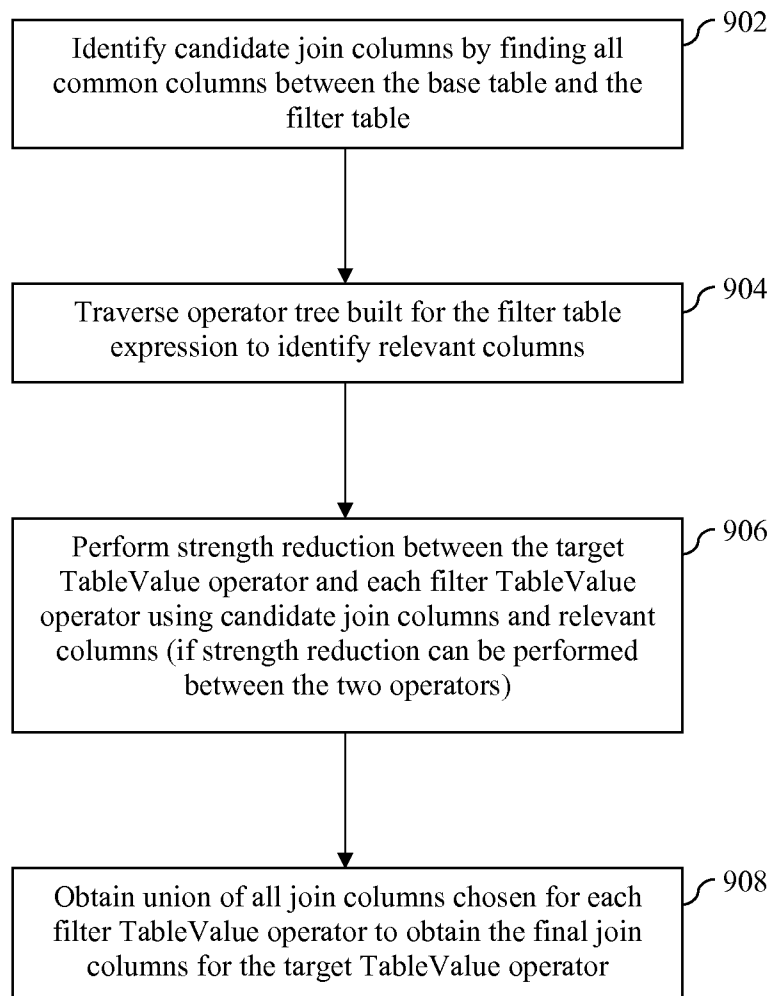 902
Identify candidate join columns by finding all
common columns between the base table and the
filter table
904
Traverse operator tree built for the filter table
expression to identify relevant columns
906
Perform strength reduction between the target
TableValue operator and each filter TableValue
operator using candidate join columns and relevant
columns (if strength reduction can be performed
between the two operators)
908
Obtain union of all join columns chosen for each
filter TableValue operator to obtain the final join
columns for the target TableValue operator